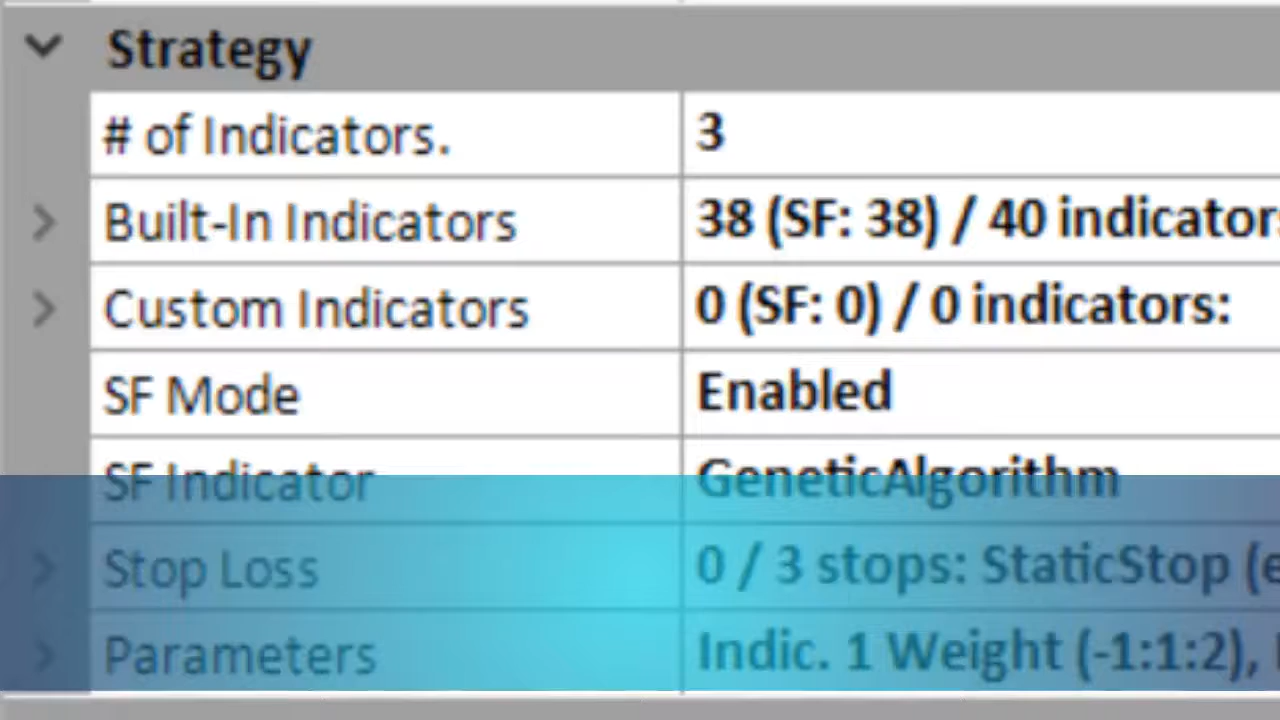 Strategy
# of Indicators. 3
Built-In Indicators 38 (SF: 38) / 40 indicators
Custom Indicators 0 (SF: 0) / 0 indicators:
SF Mode Enabled
SF Indicator GeneticAlgorithm
Stop Loss 0 / 3 stops: StaticStop (e
Parameters Indic. 1 Weight (-1:1:2),